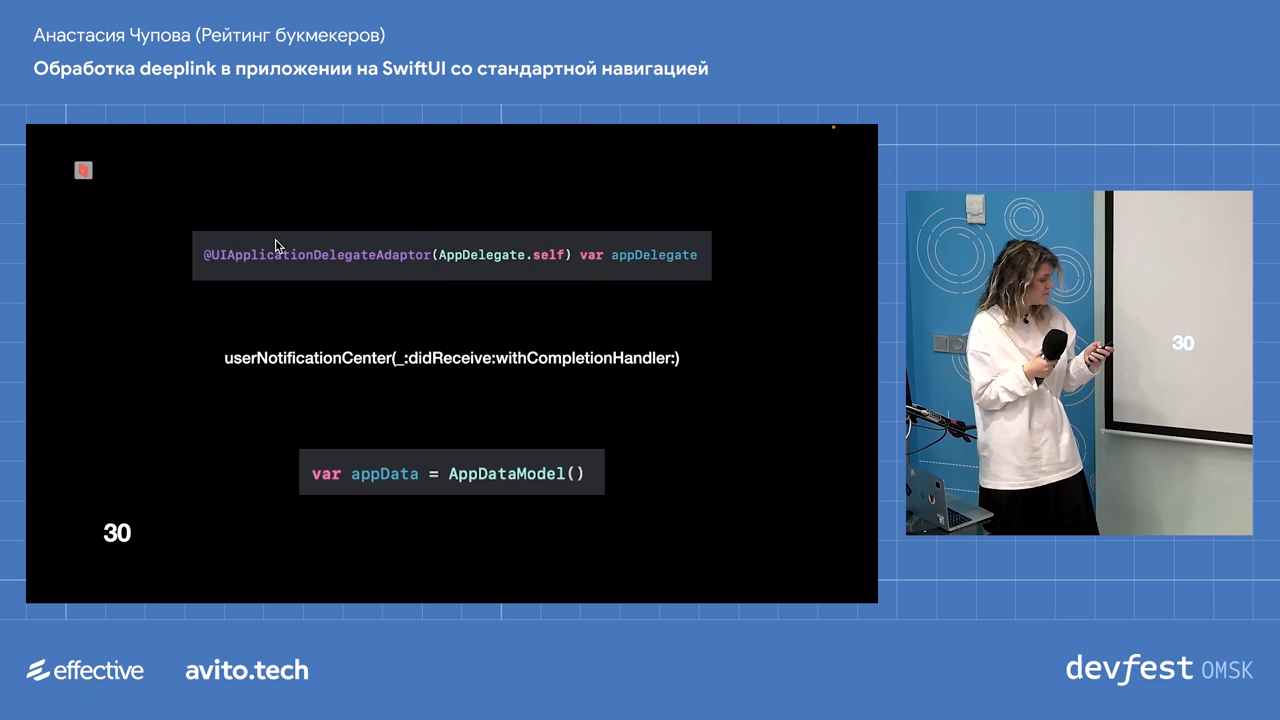 Анастасия Чупова (Рейтинг букмекеров)
Обработка deeplink в приложении на SwiftUI со стандартной навигацией
@UIApplicationDelegateAdaptor(AppDelegate.self) var appDelegate
userNotificationCenter(_:didReceive:withCompletionHandler:)
var appData = AppDataModel()
30
30
effective
avito.tech
devfest OMSK